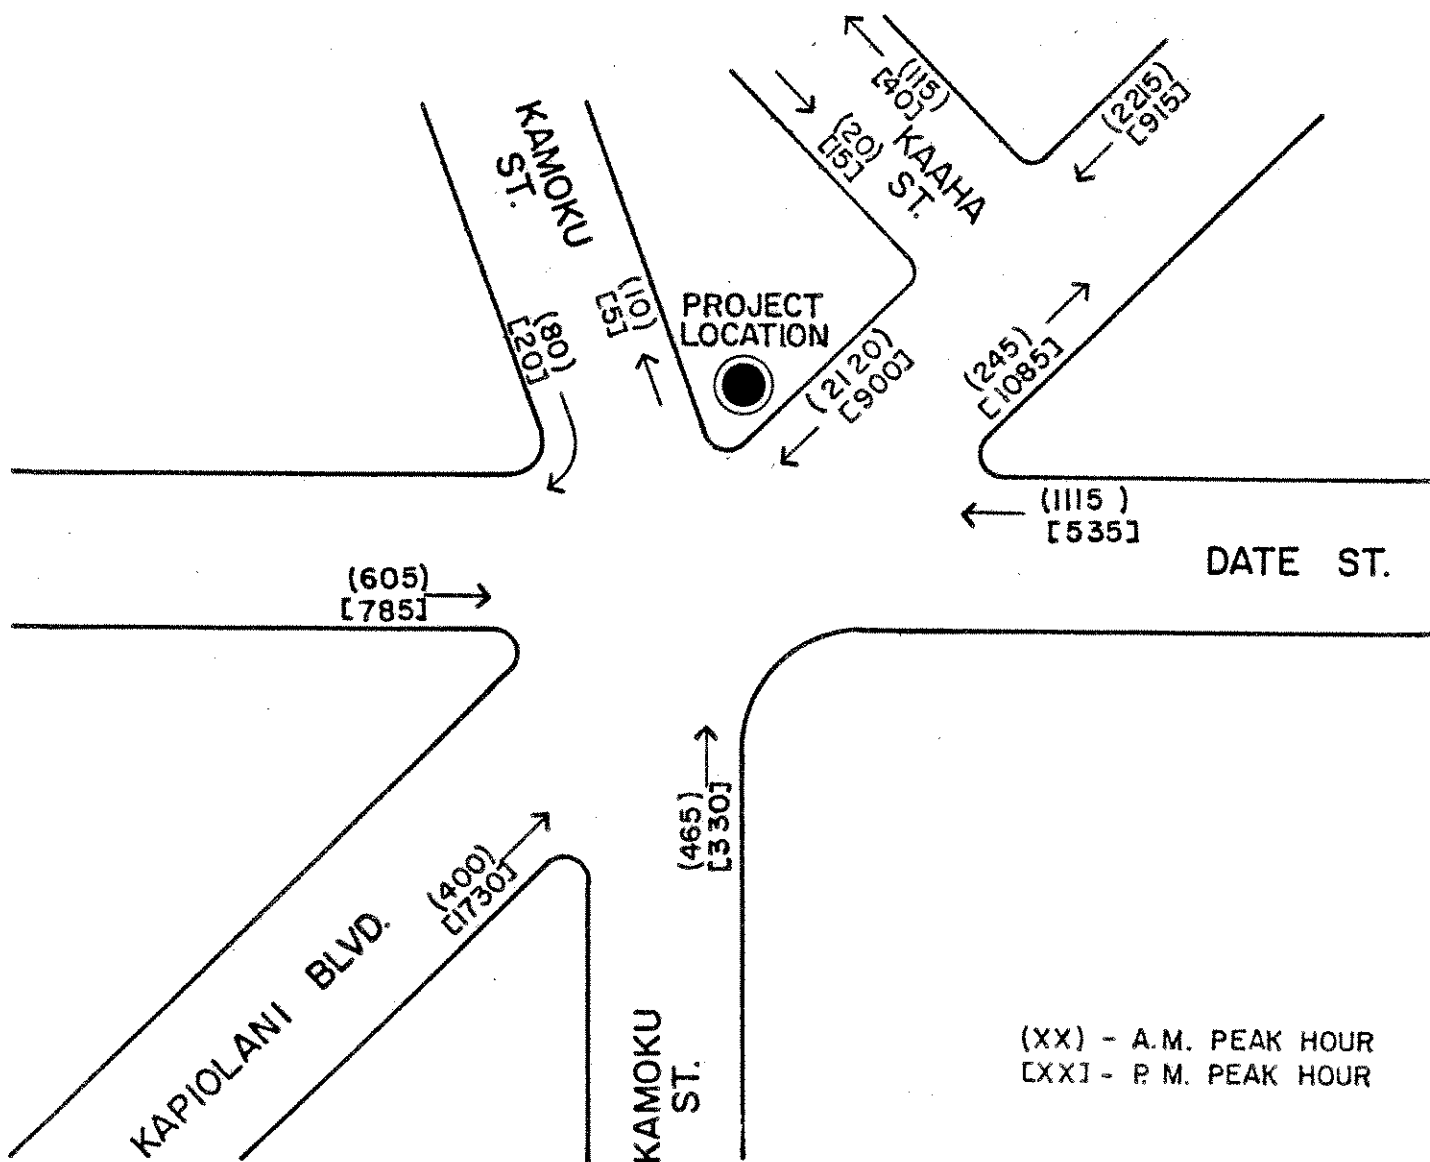 (115)
[40]
(2215)
[915]
(20)
[15]
KAAHA
ST.
KAMOKU
ST.
(10)
[5]
(80)
[20]
PROJECT
LOCATION
(2120)
[900]
(245)
[1085]
(1115 )
[535]
DATE ST.
(605)
[785]
(465)
[330]
(400)
[1730]
KAPIOLANI BLVD.
KAMOKU
ST.
(XX) - A.M. PEAK HOUR
[XX] - P.M. PEAK HOUR